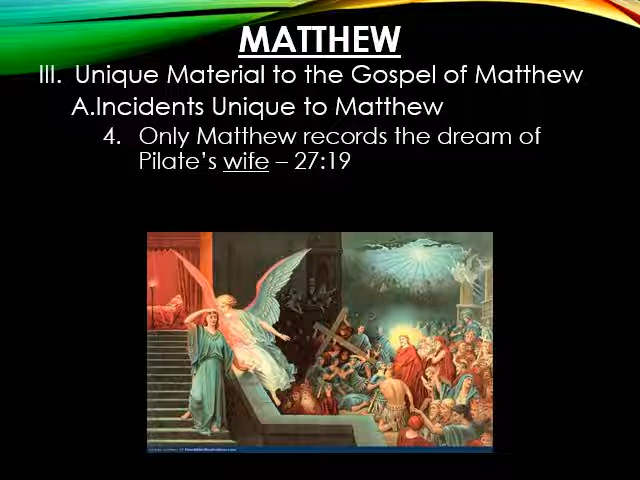 MATTHEW
III. Unique Material to the Gospel of Matthew
A.Incidents Unique to Matthew
4. Only Matthew records the dream of
Pilate's wife – 27:19